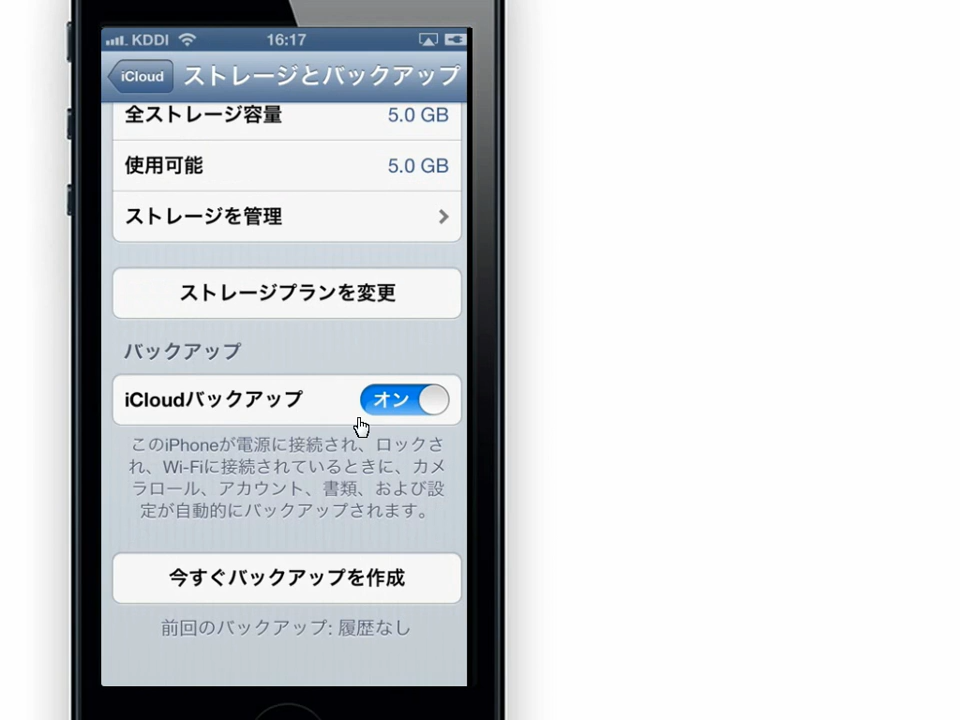 KDDI 16:17
iCloud ストレージとバックアップ
全ストレージ容量 5.0 GB
使用可能 5.0 GB
ストレージを管理
ストレージプランを変更
バックアップ
iCloudバックアップ オン
このiPhoneが電源に接続され、ロックさ
れ、Wi-Fiに接続されているときに、カメ
ラロール、アカウント、書類、および設
定が自動的にバックアップされます。
今すぐバックアップを作成
前回のバックアップ: 履歴なし